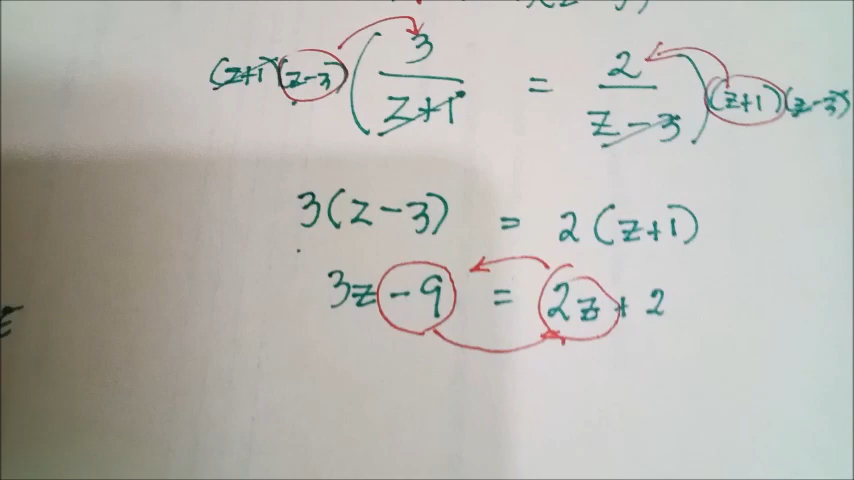 (z+1)(z-3) ( 3/(z+1) = 2/(z-3) ) (z+1)(z-3)
3(z-3) = 2(z+1)
3z - 9 = 2z + 2